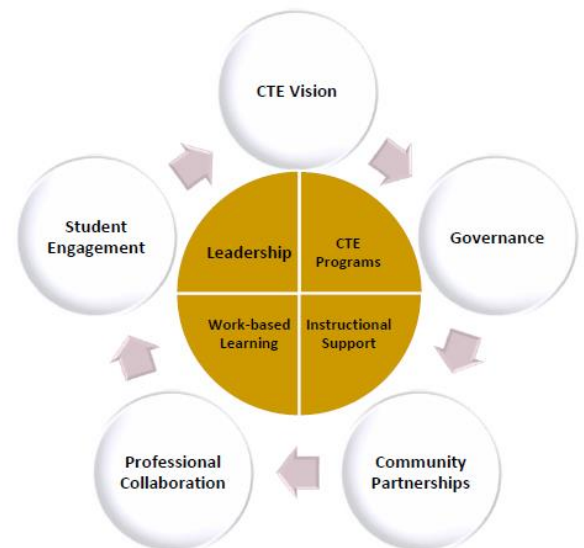 CTE Vision
Student
Engagement
Governance
Leadership
CTE
Programs
Work-based
Learning
Instructional
Support
Professional
Collaboration
Community
Partnerships